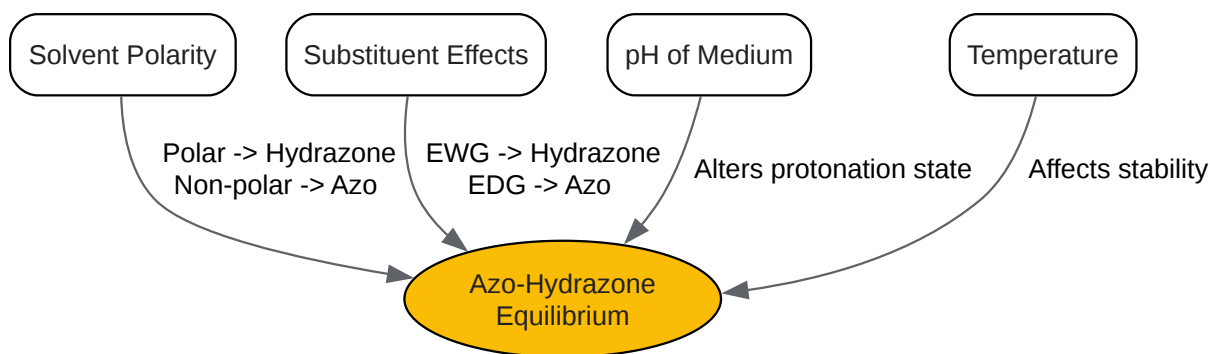 Solvent Polarity
Substituent Effects
pH of Medium
Temperature
Polar -> Hydrazone
Non-polar -> Azo
EWG -> Hydrazone
EDG -> Azo
Alters protonation state
Affects stability
Azo-Hydrazone
Equilibrium